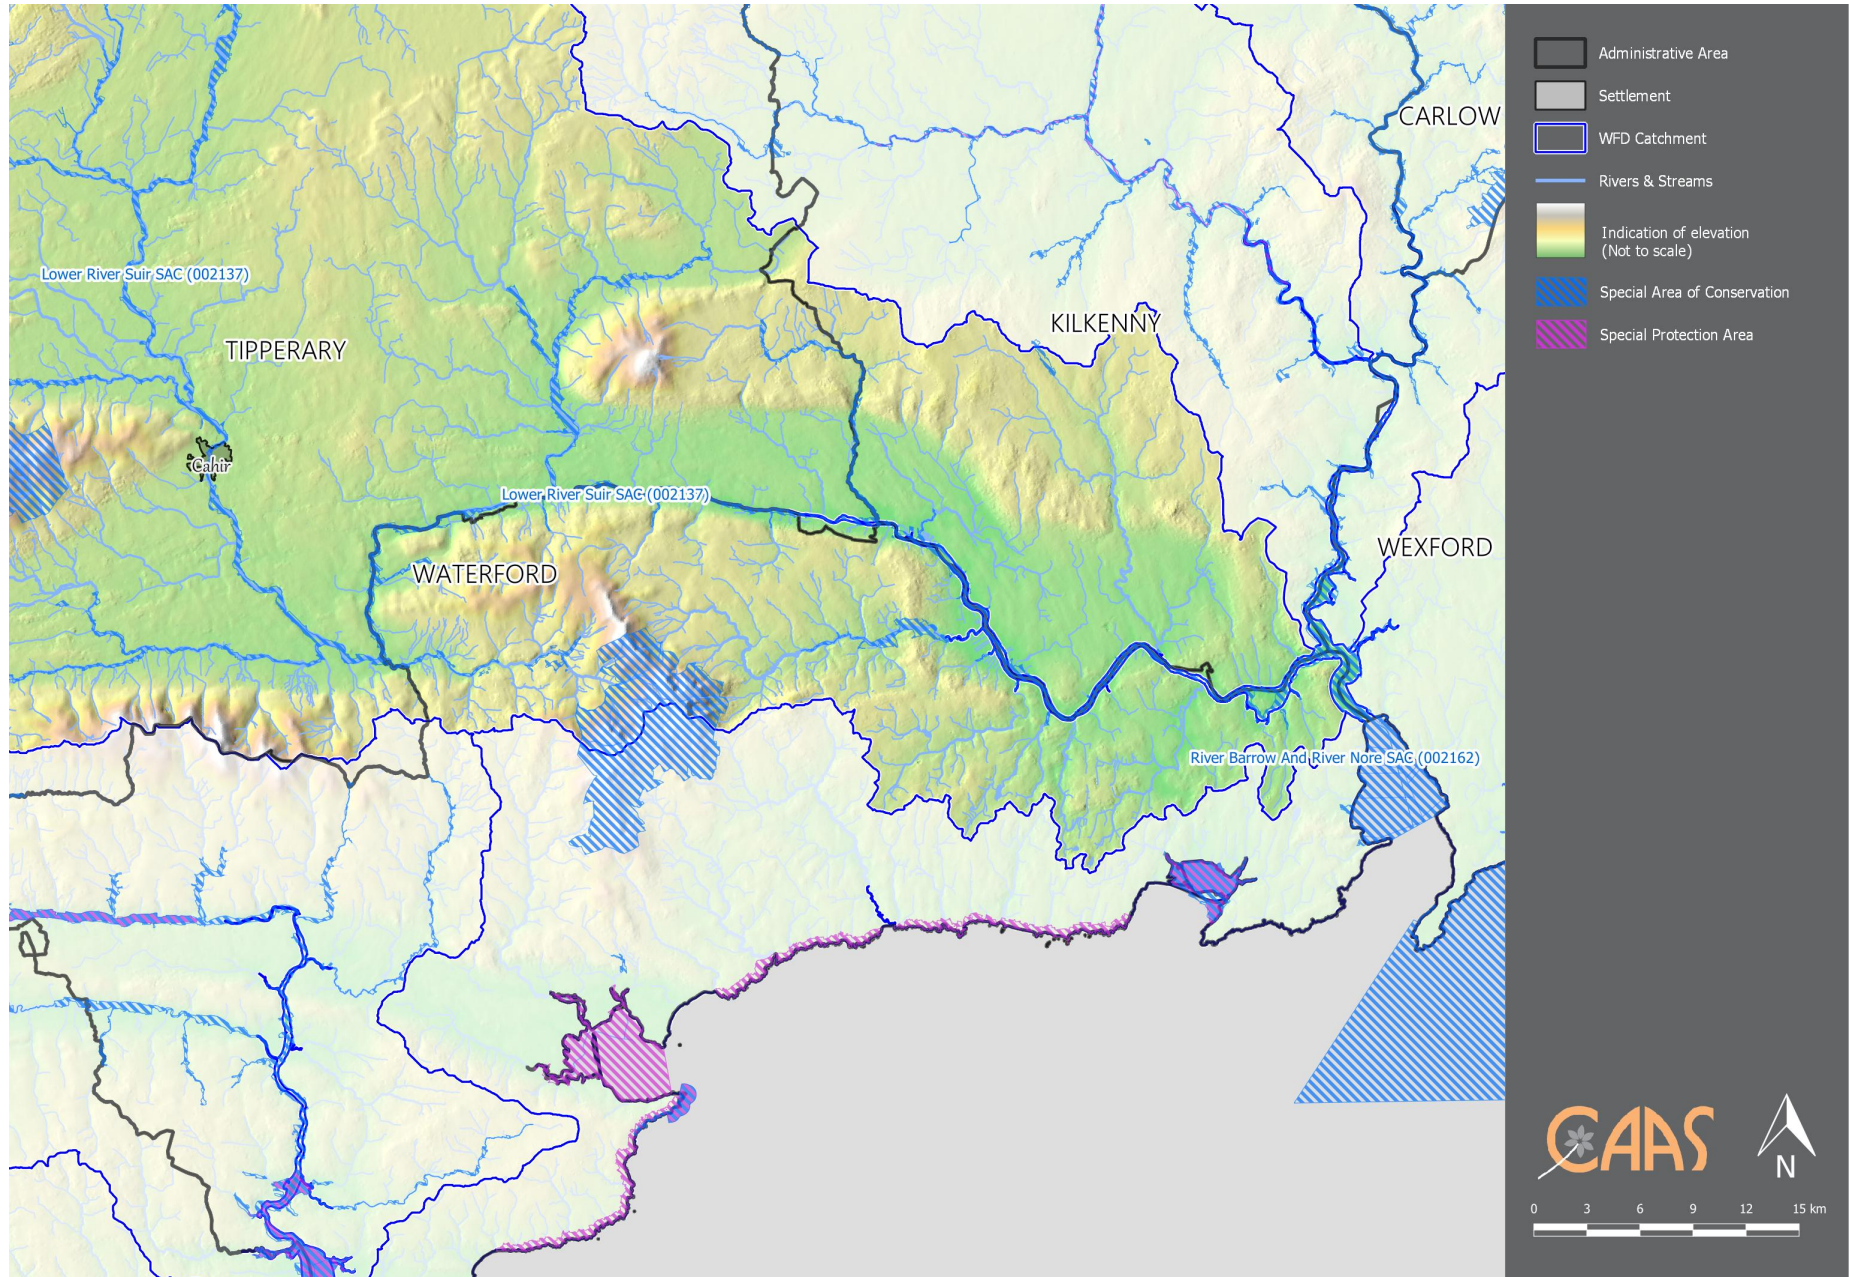 CARLOW
Lower River Suir SAC (002137)
TIPPERARY
KILKENNY
Cahir
Lower River Suir SAC (002137)
WEXFORD
WATERFORD
River Barrow And River Nore SAC (002162)
Administrative Area
Settlement
WFD Catchment
Rivers & Streams
Indication of elevation
(Not to scale)
Special Area of Conservation
Special Protection Area
CAAS
N
0 3 6 9 12 15 km